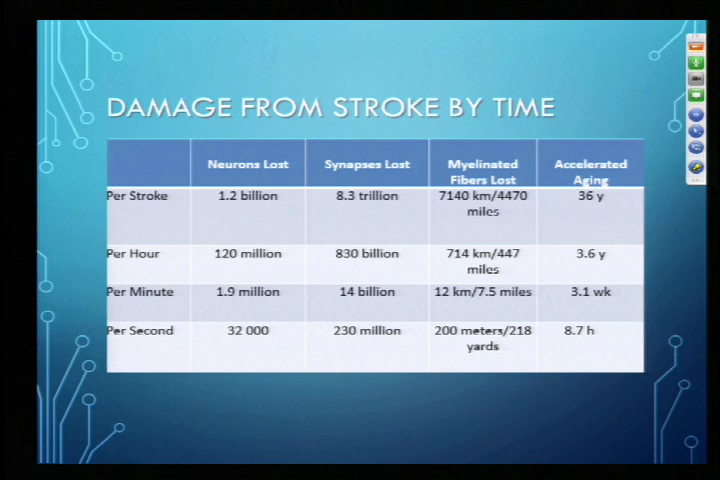 DAMAGE FROM STROKE BY TIME
Neurons Lost Synapses Lost Myelinated Fibers Lost Accelerated Aging
Per Stroke 1.2 billion 8.3 trillion 7140 km/4470 miles 36 y
Per Hour 120 million 830 billion 714 km/447 miles 3.6 y
Per Minute 1.9 million 14 billion 12 km/7.5 miles 3.1 wk
Per Second 32 000 230 million 200 meters/218 yards 8.7 h